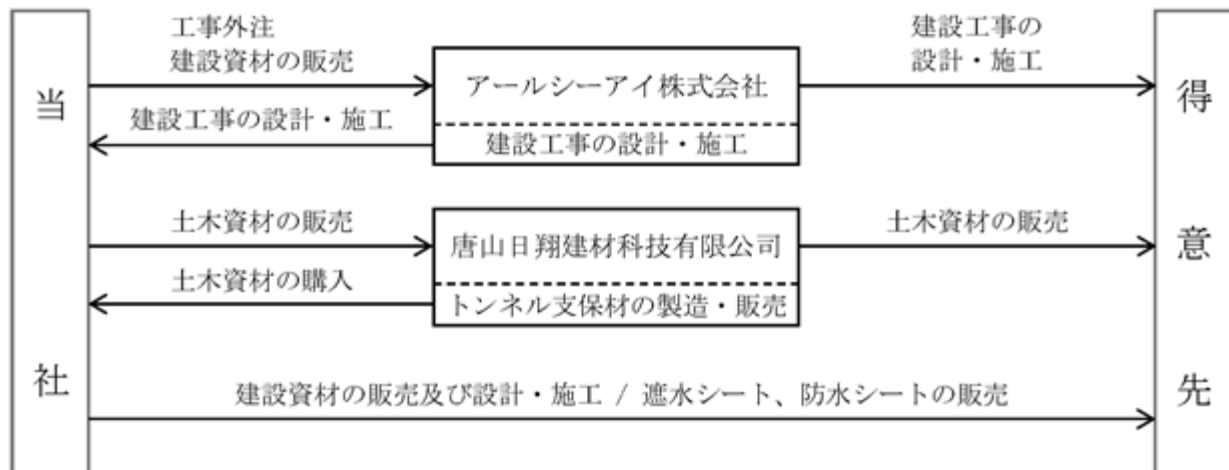 当社
工事外注
建設資材の販売
建設工事の設計・施工
アールシーアイ株式会社
建設工事の設計・施工
建設工事の
設計・施工
土木資材の販売
土木資材の購入
唐山日翔建材科技有限公司
トンネル支保材の製造・販売
土木資材の販売
建設資材の販売及び設計・施工 / 遮水シート、防水シートの販売
得意先